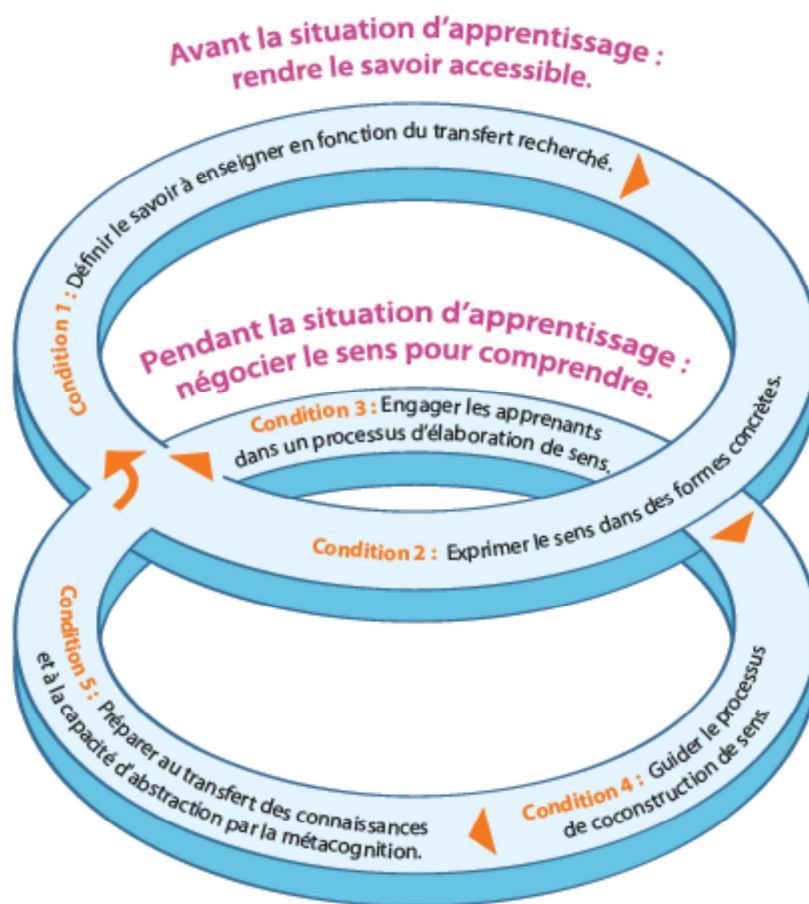 Avant la situation d'apprentissage :
rendre le savoir accessible.
Condition 1 : Définir le savoir à enseigner en fonction du transfert recherché.
Condition 2 : Exprimer le sens dans des formes concrètes.
Pendant la situation d'apprentissage :
négocier le sens pour comprendre.
Condition 3 : Engager les apprenants
dans un processus d'élaboration de sens.
Condition 4 : Guider le processus
de coconstruction de sens.
Condition 5 : Préparer au transfert des connaissances
et à la capacité d'abstraction par la métacognition.